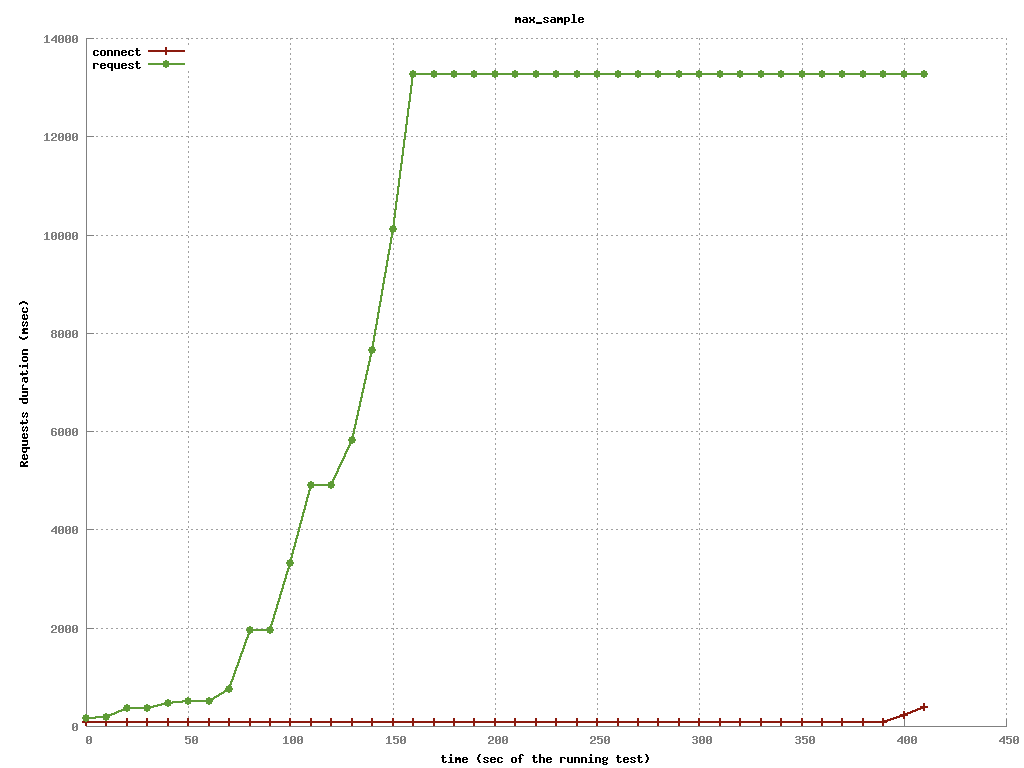 max_sample
connect
request
14000
12000
10000
8000
6000
4000
2000
0
Requests duration (msec)
0 50 100 150 200 250 300 350 400 450
time (sec of the running test)